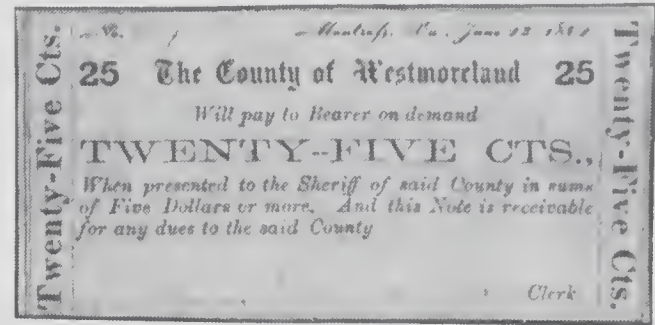 Twenty-Five Cts.
No. Montross, Va. June 23 186
25 The County of Westmoreland 25
Will pay to Bearer on demand
TWENTY-FIVE CTS.,
When presented to the Sheriff of said County in sums
of Five Dollars or more. And this Note is receivable
for any dues to the said County
Clerk
Twenty-Five Cts.